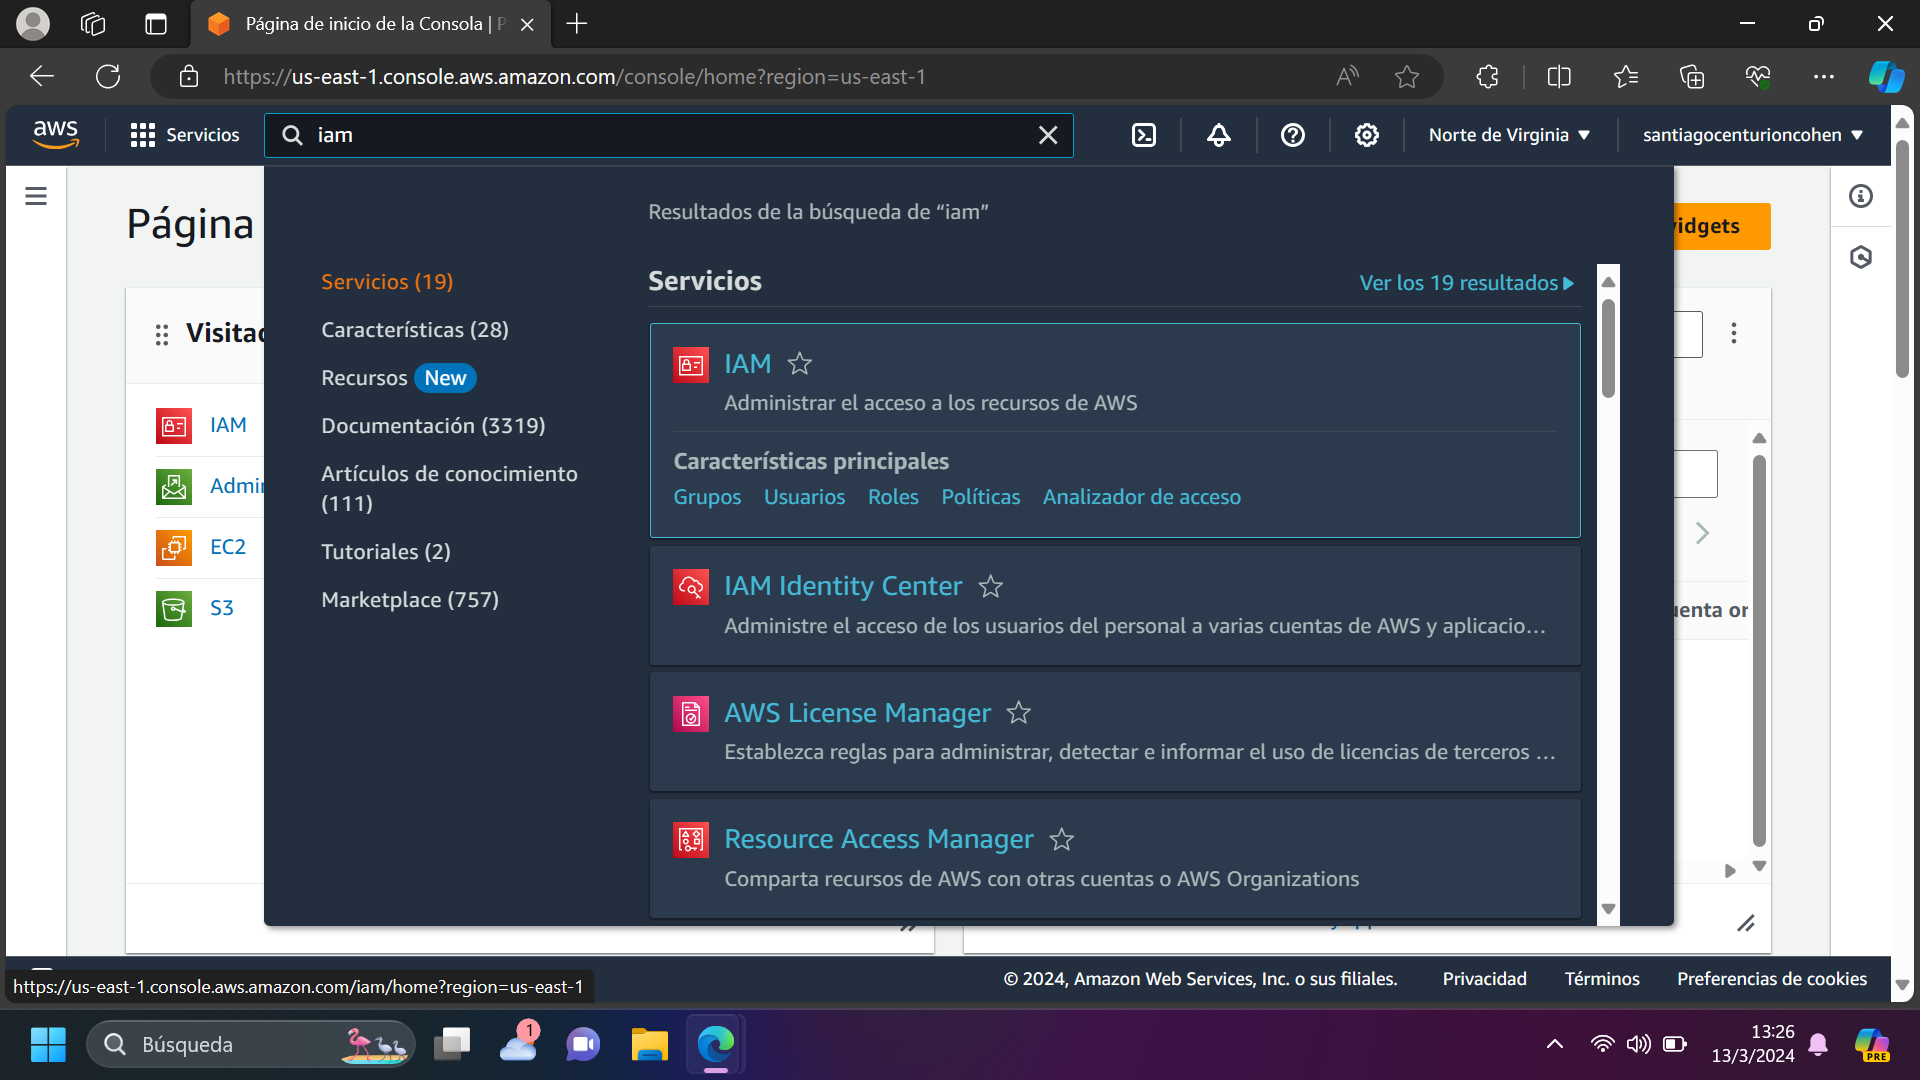 Página de inicio de la Consola | P
https://us-east-1.console.aws.amazon.com/console/home?region=us-east-1
aws
Servicios
iam
Norte de Virginia
santiagocenturioncohen
Página
Resultados de la búsqueda de “iam”
Servicios (19)
Características (28)
Recursos New
Documentación (3319)
Artículos de conocimiento
(111)
Tutoriales (2)
Marketplace (757)
Servicios
Ver los 19 resultados
IAM
Administrar el acceso a los recursos de AWS
Características principales
Grupos Usuarios Roles Políticas Analizador de acceso
IAM Identity Center
Administre el acceso de los usuarios del personal a varias cuentas de AWS y aplicacio...
AWS License Manager
Establezca reglas para administrar, detectar e informar el uso de licencias de terceros ...
Resource Access Manager
Comparta recursos de AWS con otras cuentas o AWS Organizations
IAM
EC2
S3
© 2024, Amazon Web Services, Inc. o sus filiales.
Privacidad
Términos
Preferencias de cookies
https://us-east-1.console.aws.amazon.com/iam/home?region=us-east-1
Búsqueda
1
13:26
13/3/2024
PRE